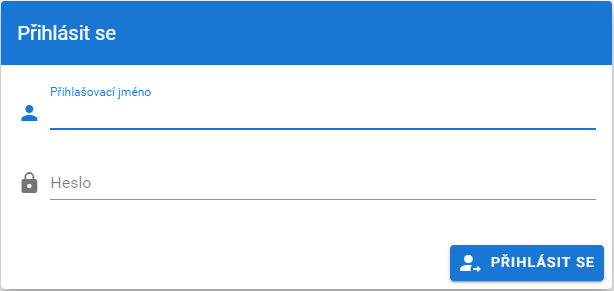 Přihlásit se
Přihlašovací jméno
Heslo
PŘIHLÁSIT SE